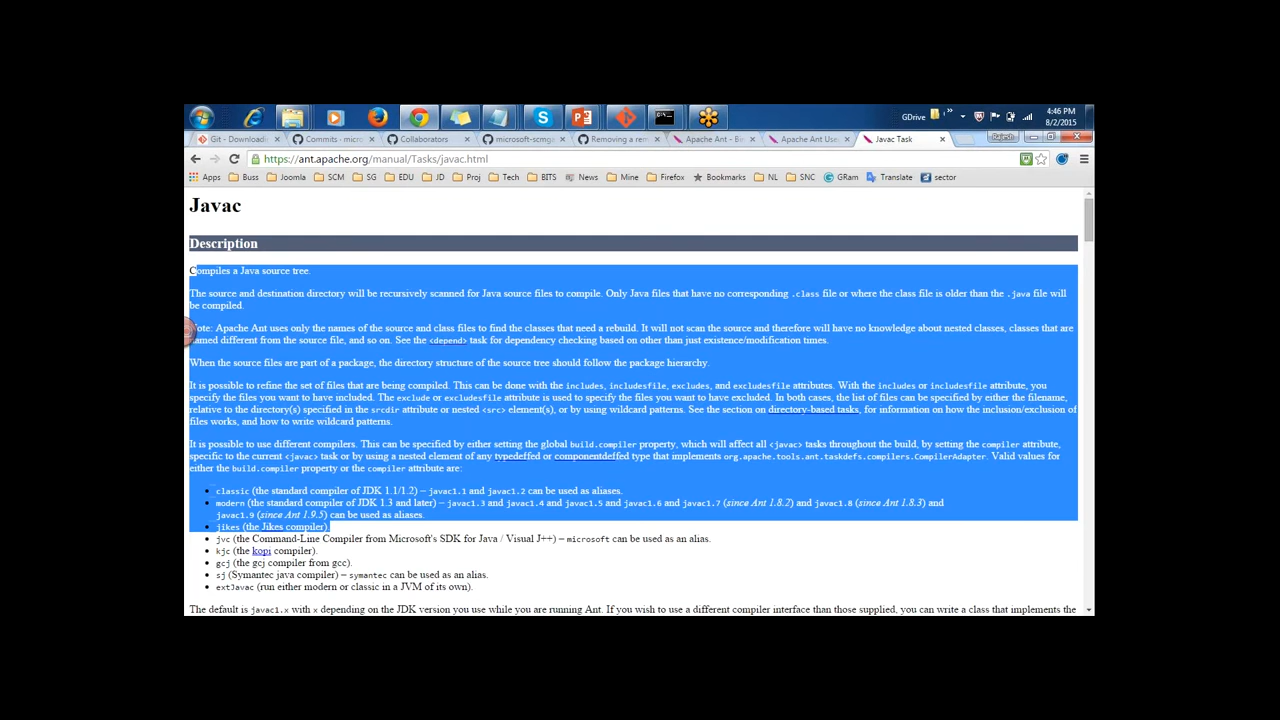 GDrive
4:46 PM
8/2/2015
Git - Downloadi
Commits - micro
Collaborators
microsoft-scmga
Removing a rem
Apache Ant - Bi
Apache Ant User
Javac Task
Rajesh
https://ant.apache.org/manual/Tasks/javac.html
Apps Buss Joomla SCM SG EDU JD Proj Tech BITS News Mine Firefox Bookmarks NL SNC GRam Translate sector
Javac
Description
Compiles a Java source tree.
The source and destination directory will be recursively scanned for Java source files to compile. Only Java files that have no corresponding .class file or where the class file is older than the .java file will
be compiled.
Note: Apache Ant uses only the names of the source and class files to find the classes that need a rebuild. It will not scan the source and therefore will have no knowledge about nested classes, classes that are
named different from the source file, and so on. See the <depend> task for dependency checking based on other than just existence/modification times.
When the source files are part of a package, the directory structure of the source tree should follow the package hierarchy.
It is possible to refine the set of files that are being compiled. This can be done with the includes, includesfile, excludes, and excludesfile attributes. With the includes or includesfile attribute, you
specify the files you want to have included. The exclude or excludesfile attribute is used to specify the files you want to have excluded. In both cases, the list of files can be specified by either the filename,
relative to the directory(s) specified in the srcdir attribute or nested <src> element(s), or by using wildcard patterns. See the section on directory-based tasks, for information on how the inclusion/exclusion of
files works, and how to write wildcard patterns.
It is possible to use different compilers. This can be specified by either setting the global build.compiler property, which will affect all <javac> tasks throughout the build, by setting the compiler attribute,
specific to the current <javac> task or by using a nested element of any typedeffed or componentdeffed type that implements org.apache.tools.ant.taskdefs.compilers.CompilerAdapter. Valid values for
either the build.compiler property or the compiler attribute are:
• classic (the standard compiler of JDK 1.1/1.2) – javac1.1 and javac1.2 can be used as aliases.
• modern (the standard compiler of JDK 1.3 and later) – javac1.3 and javac1.4 and javac1.5 and javac1.6 and javac1.7 (since Ant 1.8.2) and javac1.8 (since Ant 1.8.3) and
javac1.9 (since Ant 1.9.5) can be used as aliases.
• jikes (the Jikes compiler).
• jvc (the Command-Line Compiler from Microsoft's SDK for Java / Visual J++) – microsoft can be used as an alias.
• kjc (the kopi compiler).
• gcj (the gcj compiler from gcc).
• sj (Symantec java compiler) – symantec can be used as an alias.
• extJavac (run either modern or classic in a JVM of its own).
The default is javac1.x with x depending on the JDK version you use while you are running Ant. If you wish to use a different compiler interface than those supplied, you can write a class that implements the